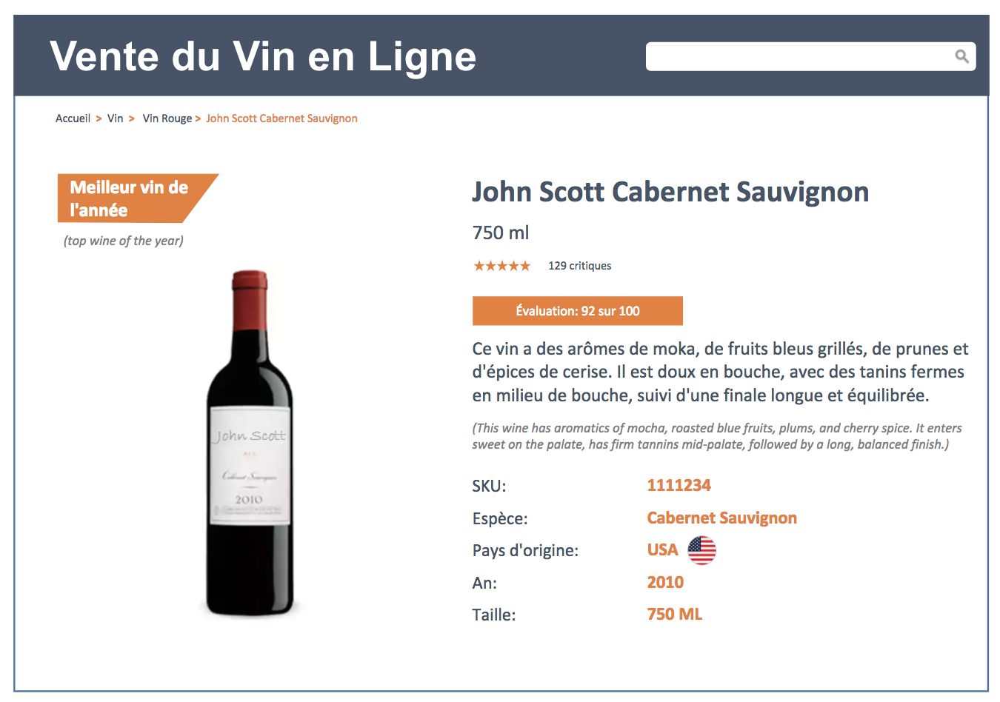 Vente du Vin en Ligne
Accueil > Vin > Vin Rouge > John Scott Cabernet Sauvignon
Meilleur vin de
l'année
(top wine of the year)
John Scott
Cabernet Sauvignon
2010
John Scott Cabernet Sauvignon
750 ml
★★★★★ 129 critiques
Évaluation: 92 sur 100
Ce vin a des arômes de moka, de fruits bleus grillés, de prunes et
d'épices de cerise. Il est doux en bouche, avec des tanins fermes
en milieu de bouche, suivi d'une finale longue et équilibrée.
(This wine has aromatics of mocha, roasted blue fruits, plums, and cherry spice. It enters
sweet on the palate, has firm tannins mid-palate, followed by a long, balanced finish.)
SKU: 1111234
Espèce: Cabernet Sauvignon
Pays d'origine: USA
An: 2010
Taille: 750 ML